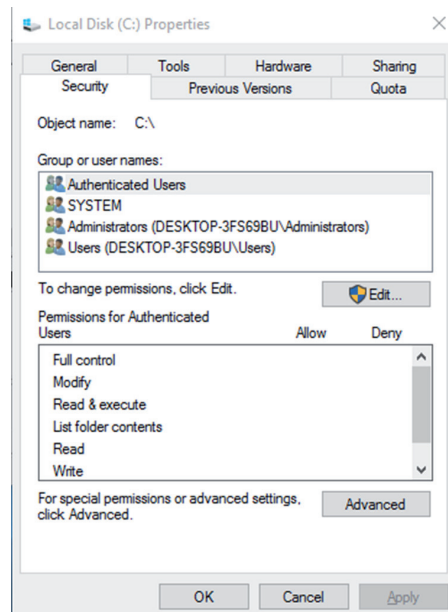 Local Disk (C:) Properties
General Tools Hardware Sharing
Security Previous Versions Quota
Object name: C:\
Group or user names:
Authenticated Users
SYSTEM
Administrators (DESKTOP-3FS69BU\Administrators)
Users (DESKTOP-3FS69BU\Users)
To change permissions, click Edit.
Edit...
Permissions for Authenticated
Users Allow Deny
Full control
Modify
Read & execute
List folder contents
Read
Write
For special permissions or advanced settings,
click Advanced.
Advanced
OK Cancel Apply